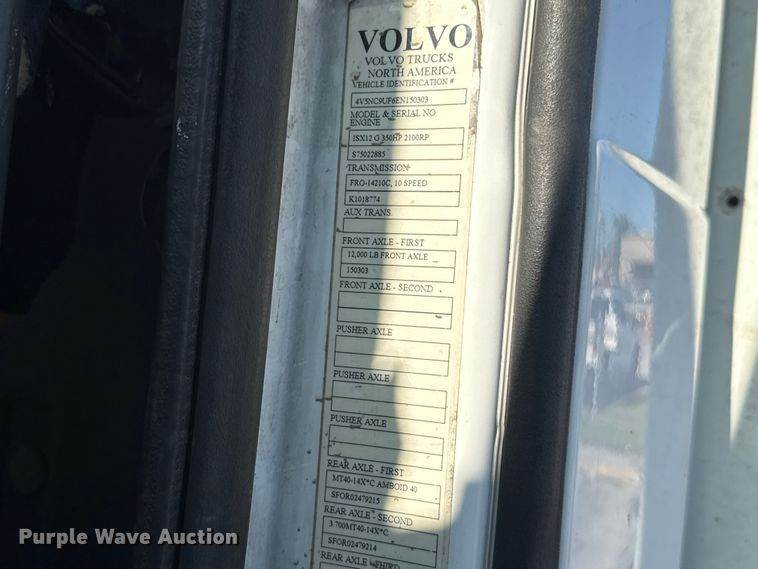 VOLVO
VOLVO TRUCKS
NORTH AMERICA
VEHICLE IDENTIFICATION #
4V5NC9UF6EN150303
MODEL & SERIAL NO
ENGINE
ISX12 G 350HP 2100RP
S75022885
TRANSMISSION
FRO-14210C, 10 SPEED
K1018774
AUX TRANS
FRONT AXLE - FIRST
12,000 LB FRONT AXLE
150303
FRONT AXLE - SECOND
PUSHER AXLE
PUSHER AXLE
PUSHER AXLE
REAR AXLE - FIRST
MT40-14X*C AMBOID 40
SFOR02479215
REAR AXLE - SECOND
3.700MT40-14X*C
SFOR02479214
REAR AXLE - THIRD
Purple Wave Auction®